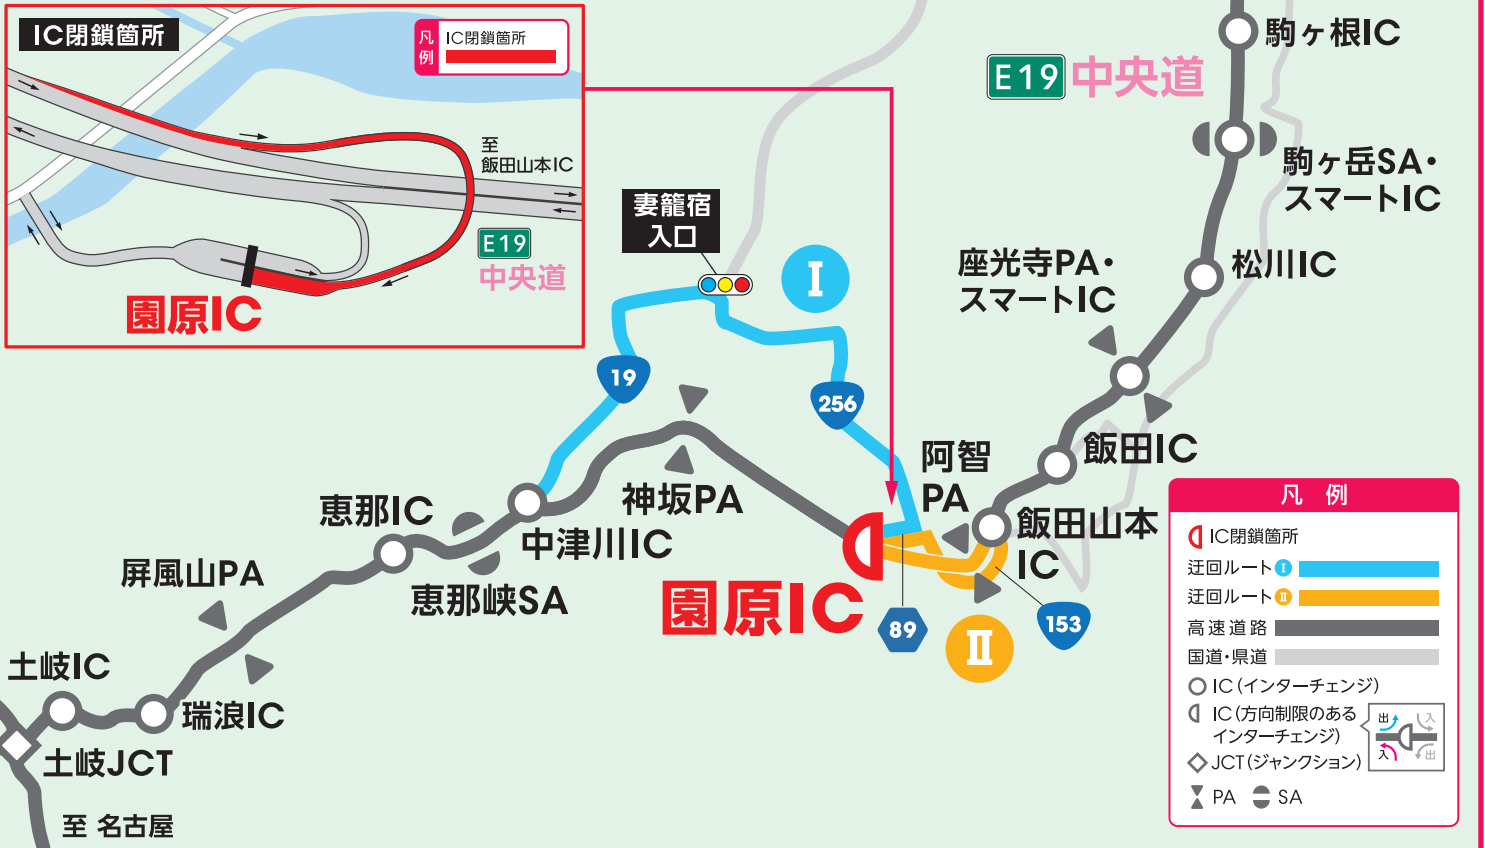 IC閉鎖箇所
凡例
IC閉鎖箇所
至
飯田山本IC
E19
中央道
園原IC
駒ヶ根IC
E19 中央道
駒ヶ岳SA・
スマートIC
妻籠宿
入口
I
座光寺PA・
スマートIC
松川IC
19
256
飯田IC
阿智
PA
神坂PA
恵那IC
中津川IC
飯田山本
IC
屏風山PA
恵那峡SA
園原IC
89
153
II
土岐IC
瑞浪IC
土岐JCT
至 名古屋
凡 例
IC閉鎖箇所
迂回ルートI
迂回ルートII
高速道路
国道・県道
IC(インターチェンジ)
IC(方向制限のある
インターチェンジ)
出
入
入
出
JCT(ジャンクション)
PA
SA